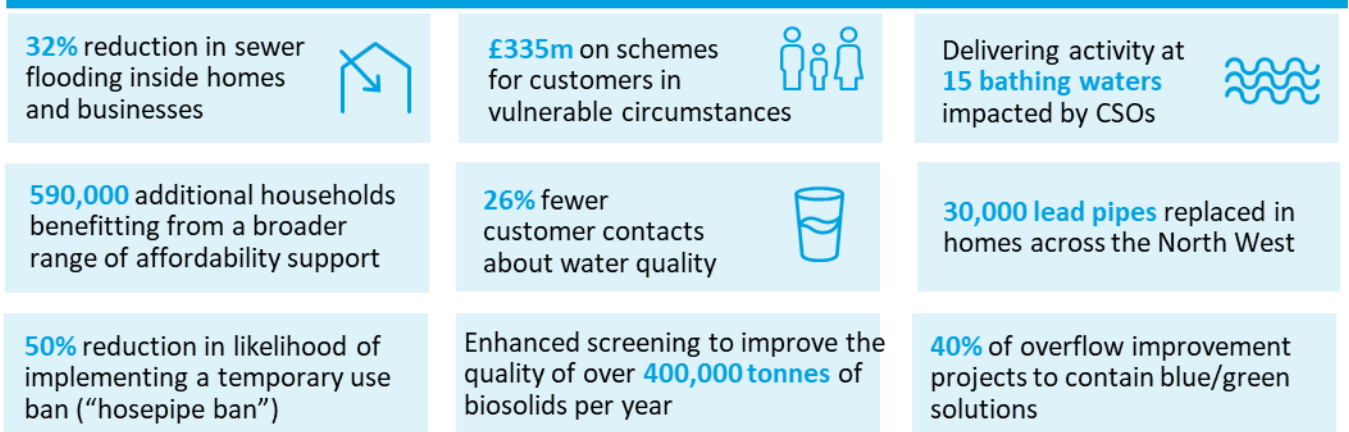 32% reduction in sewer
flooding inside homes
and businesses
£335m on schemes
for customers in
vulnerable circumstances
Delivering activity at
15 bathing waters
impacted by CSOs
590,000 additional households
benefitting from a broader
range of affordability support
26% fewer
customer contacts
about water quality
30,000 lead pipes replaced in
homes across the North West
50% reduction in likelihood of
implementing a temporary use
ban (“hosepipe ban”)
Enhanced screening to improve the
quality of over 400,000 tonnes of
biosolids per year
40% of overflow improvement
projects to contain blue/green
solutions